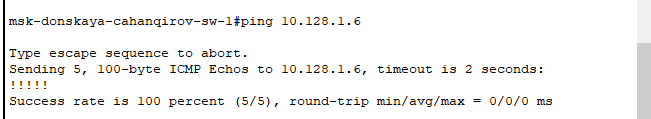 msk-donskaya-cahanqirov-sw-1#ping 10.128.1.6
Type escape sequence to abort.
Sending 5, 100-byte ICMP Echos to 10.128.1.6, timeout is 2 seconds:
!!!!!
Success rate is 100 percent (5/5), round-trip min/avg/max = 0/0/0 ms